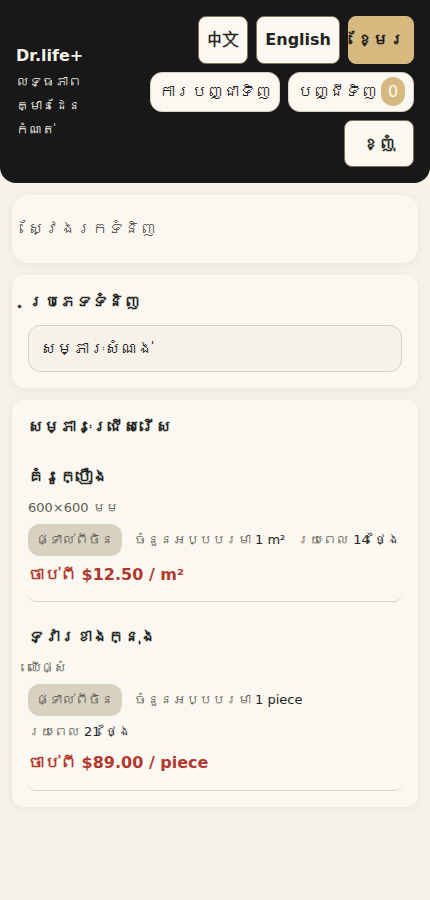 Dr.life+
លទ្ធភាព
គ្មានដែន
កំណត់
中文
English
ខ្មែរ
ការបញ្ជាទិញ
បញ្ជីទិញ 0
ខ្ញុំ
ស្វែងរកទំនិញ
ប្រភេទទំនិញ
សម្ភារៈសំណង់
សម្ភារៈជ្រើសរើស
គំរូក្បឿង
600×600 មម
ផ្ទាល់ពីចិន ចំនួនអប្បបរមា 1 m² រយៈពេល 14 ថ្ងៃ
ចាប់ពី $12.50 / m²
ទ្វារខាងក្នុង
ឈើផ្សំ
ផ្ទាល់ពីចិន ចំនួនអប្បបរមា 1 piece
រយៈពេល 21 ថ្ងៃ
ចាប់ពី $89.00 / piece